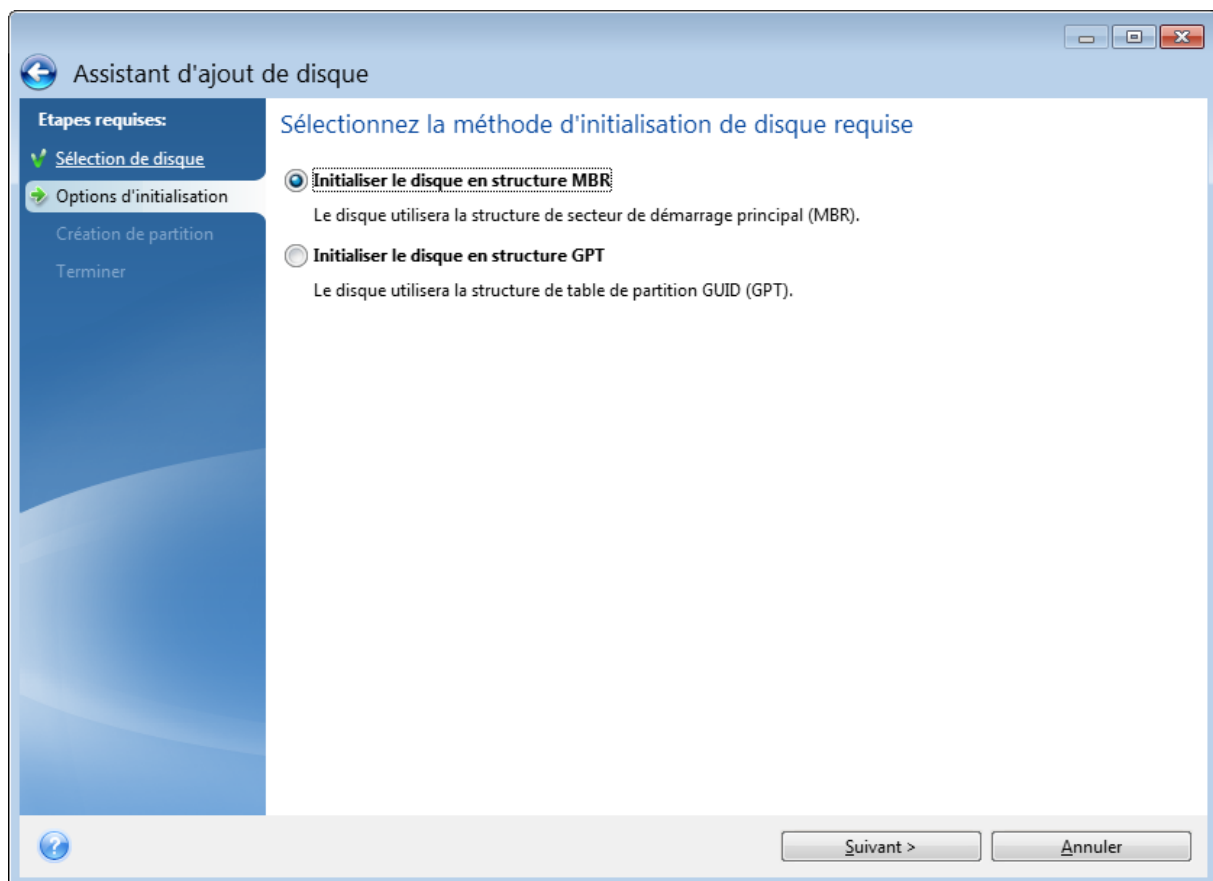 Assistant d'ajout de disque
Etapes requises:
Sélection de disque
Options d'initialisation
Création de partition
Terminer
Sélectionnez la méthode d'initialisation de disque requise
Initialiser le disque en structure MBR
Le disque utilisera la structure de secteur de démarrage principal (MBR).
Initialiser le disque en structure GPT
Le disque utilisera la structure de table de partition GUID (GPT).
Suivant >
Annuler